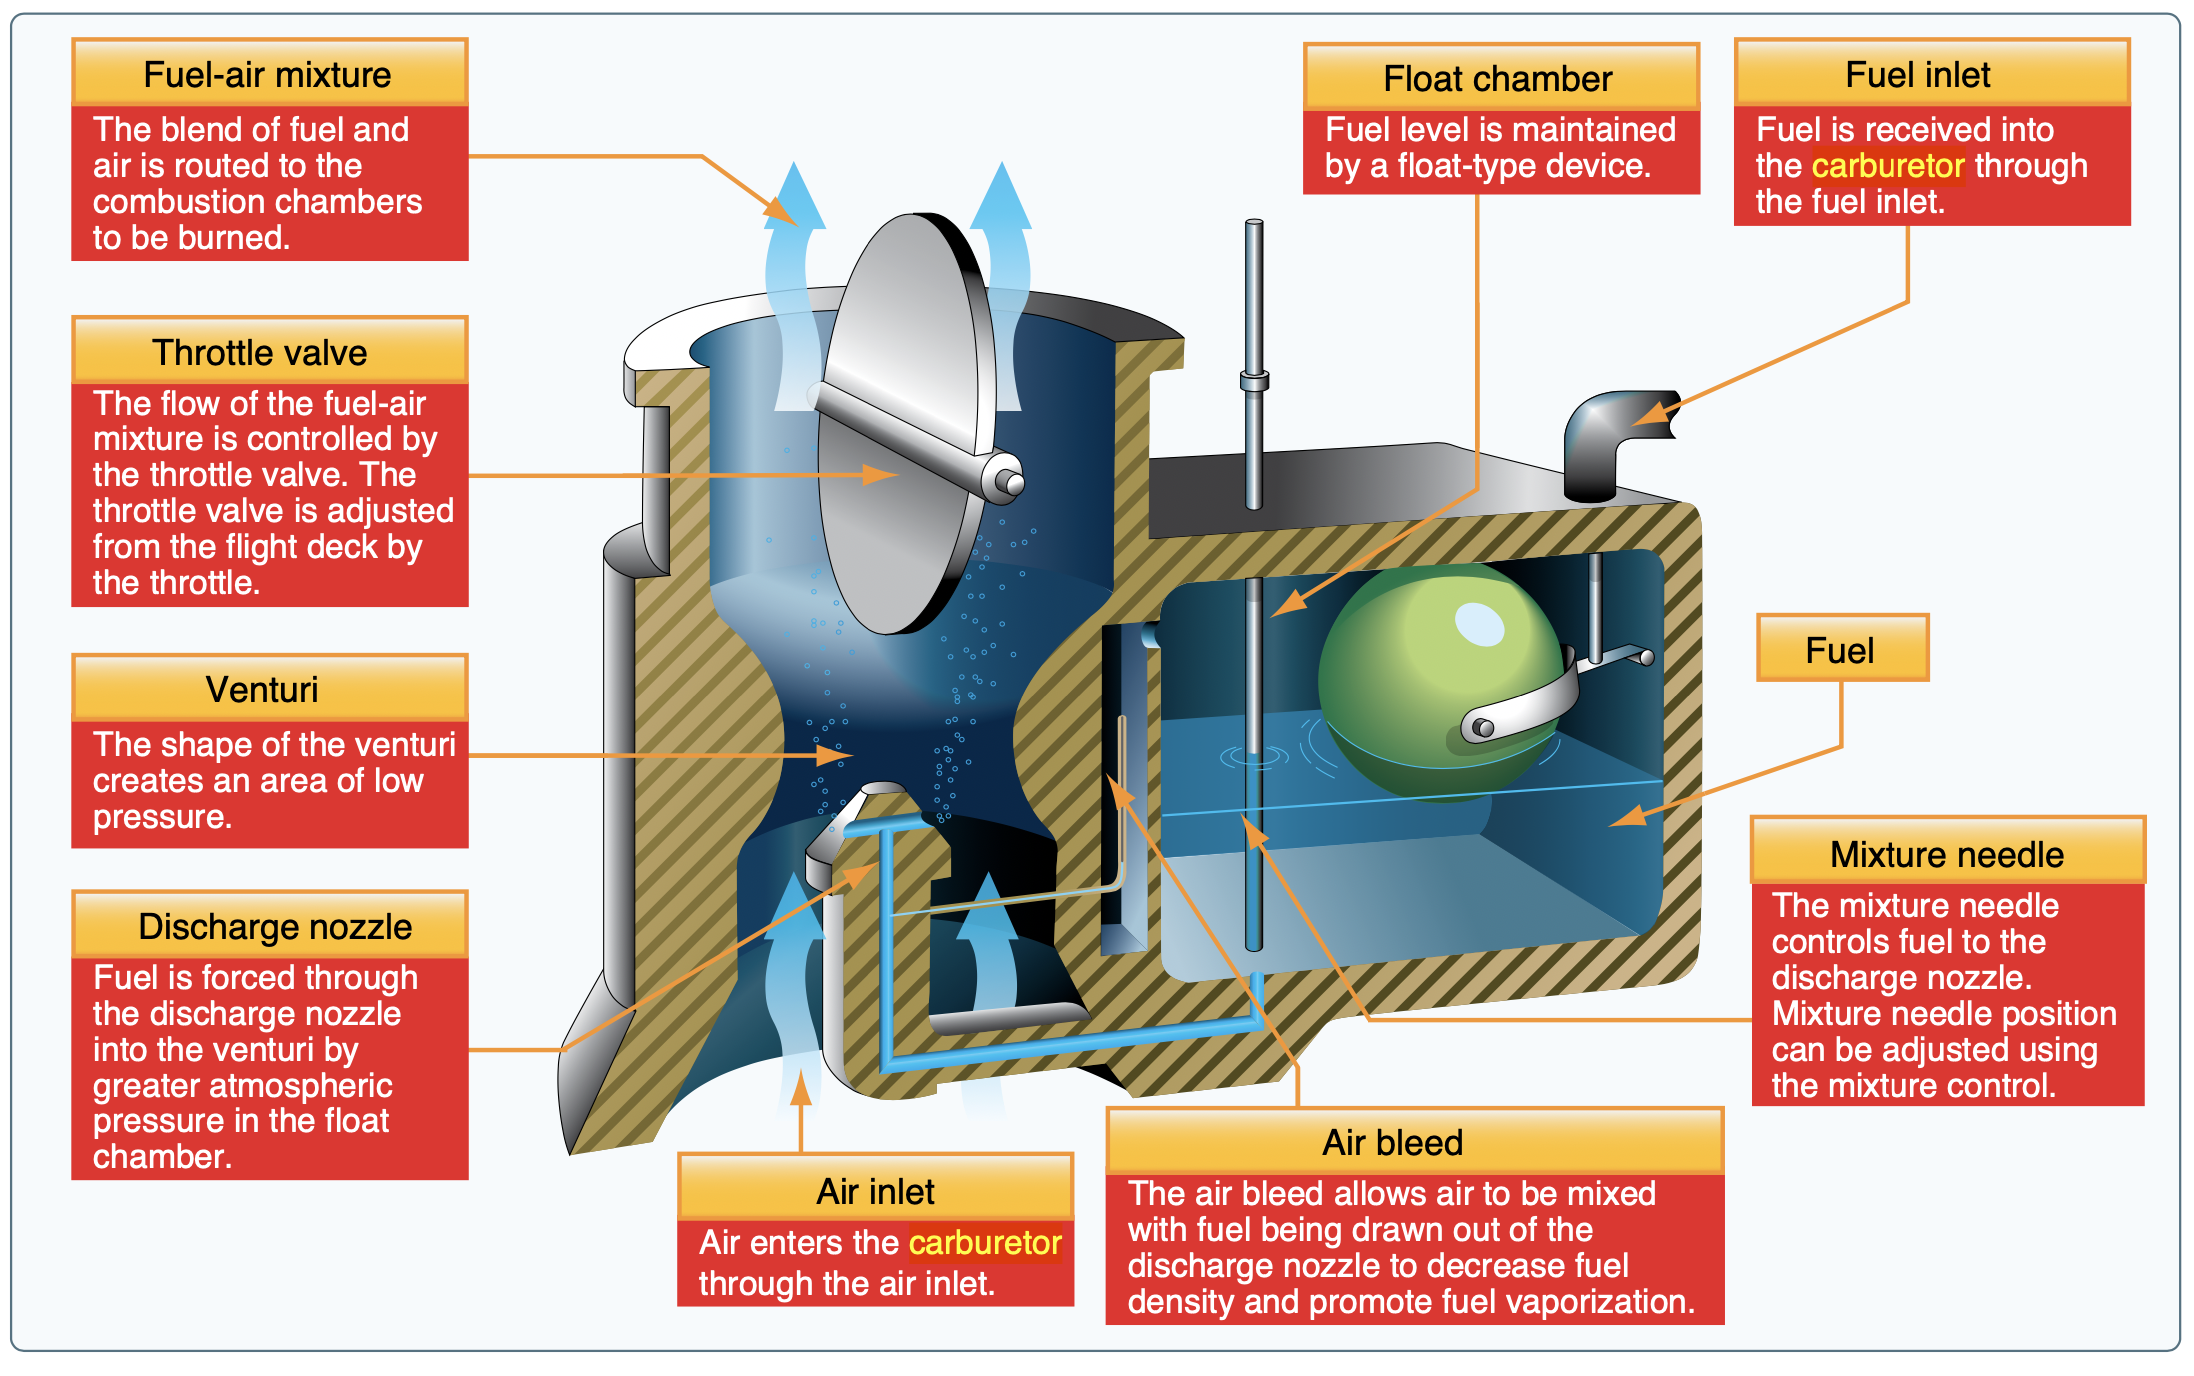 Fuel-air mixture
The blend of fuel and
air is routed to the
combustion chambers
to be burned.
Throttle valve
The flow of the fuel-air
mixture is controlled by
the throttle valve. The
throttle valve is adjusted
from the flight deck by
the throttle.
Venturi
The shape of the venturi
creates an area of low
pressure.
Discharge nozzle
Fuel is forced through
the discharge nozzle
into the venturi by
greater atmospheric
pressure in the float
chamber.
Float chamber
Fuel level is maintained
by a float-type device.
Fuel inlet
Fuel is received into
the carburetor through
the fuel inlet.
Fuel
Mixture needle
The mixture needle
controls fuel to the
discharge nozzle.
Mixture needle position
can be adjusted using
the mixture control.
Air inlet
Air enters the carburetor
through the air inlet.
Air bleed
The air bleed allows air to be mixed
with fuel being drawn out of the
discharge nozzle to decrease fuel
density and promote fuel vaporization.